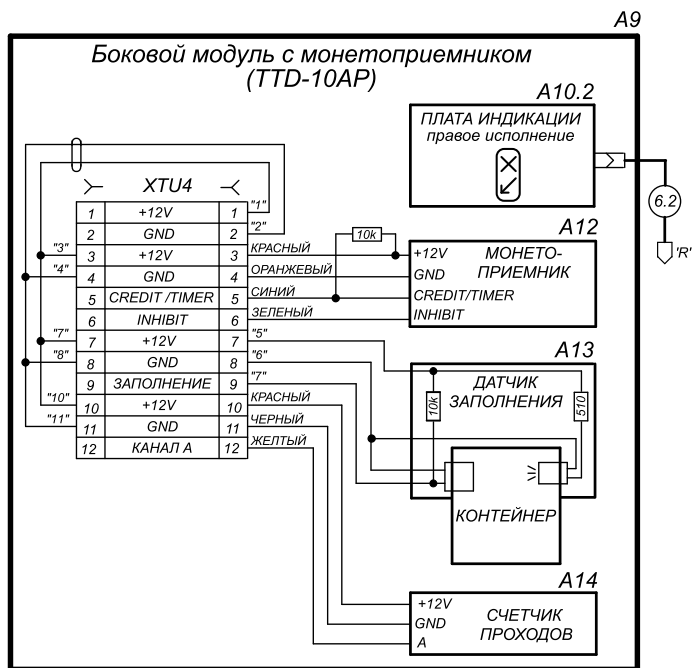 A9
Боковой модуль с монетоприемником
(TTD-10AP)
A10.2
ПЛАТА ИНДИКАЦИИ
правое исполнение
6.2
'R'
XTU4
"1"
1 +12V 1
"2"
2 GND 2
"3" 3 +12V 3 КРАСНЫЙ
"4" 4 GND 4 ОРАНЖЕВЫЙ
5 CREDIT /TIMER 5 СИНИЙ
6 INHIBIT 6 ЗЕЛЕНЫЙ
"7" 7 +12V 7 "5"
"8" 8 GND 8 "6"
9 ЗАПОЛНЕНИЕ 9 "7"
"10" 10 +12V 10 КРАСНЫЙ
"11" 11 GND 11 ЧЕРНЫЙ
12 КАНАЛ А 12 ЖЕЛТЫЙ
10k
A12
+12V
GND
CREDIT/TIMER
INHIBIT
МОНЕТО-
ПРИЕМНИК
A13
ДАТЧИК
ЗАПОЛНЕНИЯ
10k
510
КОНТЕЙНЕР
A14
+12V
GND
A
СЧЕТЧИК
ПРОХОДОВ